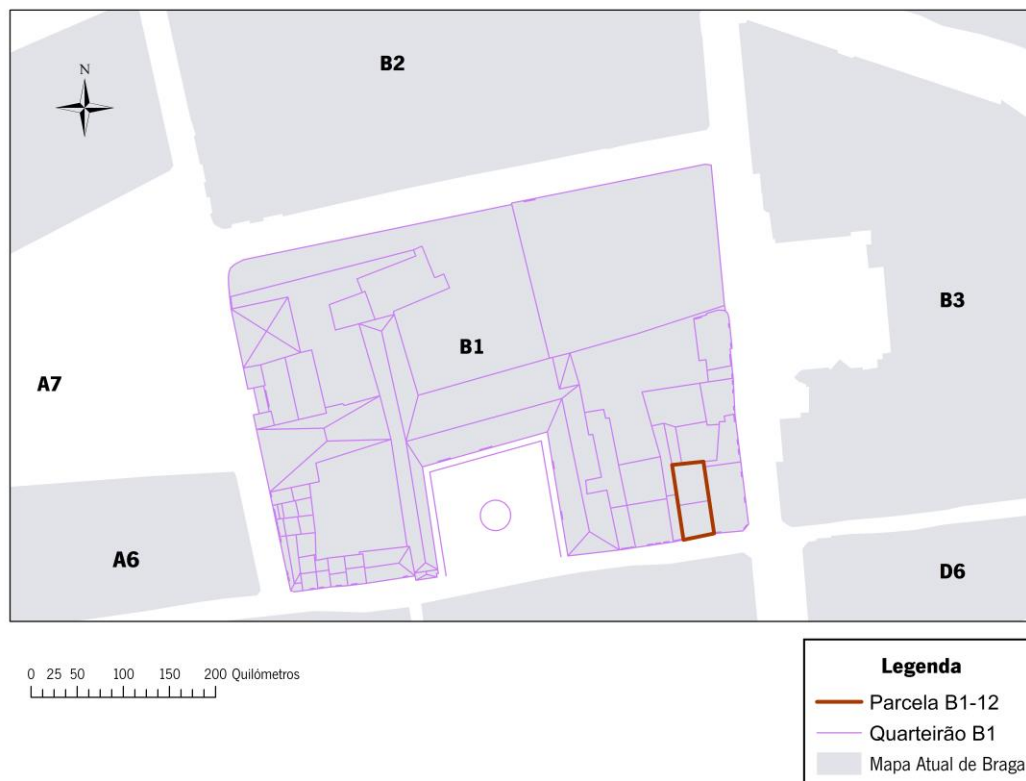 B2
N
B3
B1
A7
A6
D6
0 25 50 100 150 200 Quilómetros
Legenda
Parcela B1-12
Quarteirão B1
Mapa Atual de Braga